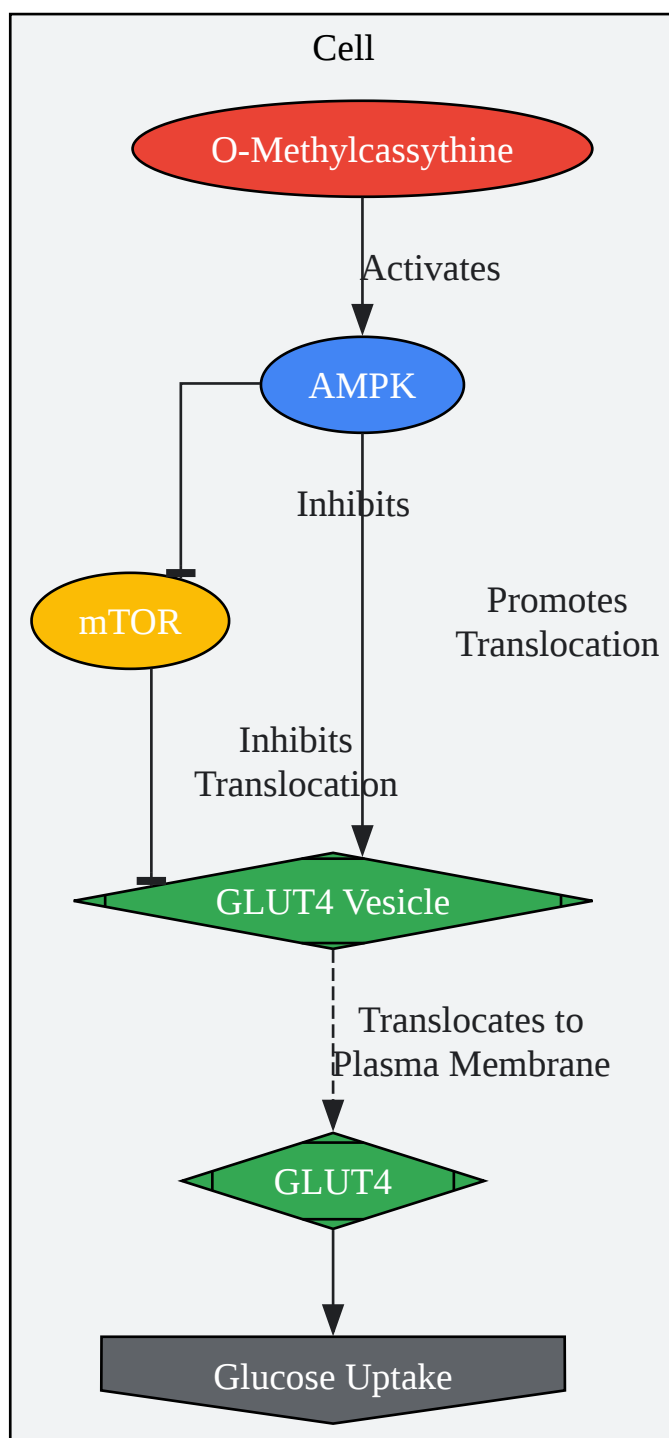 Cell
O-Methylcassythine
Activates
AMPK
Inhibits
Promotes
Translocation
mTOR
Inhibits
Translocation
GLUT4 Vesicle
Translocates to
Plasma Membrane
GLUT4
Glucose Uptake